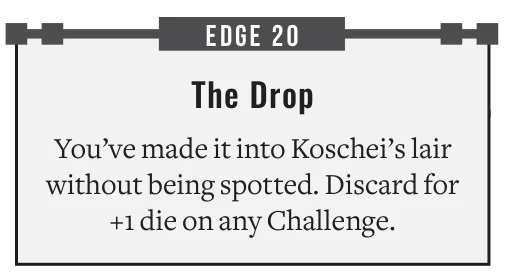 EDGE 20
The Drop
You’ve made it into Koschei’s lair
without being spotted. Discard for
+1 die on any Challenge.